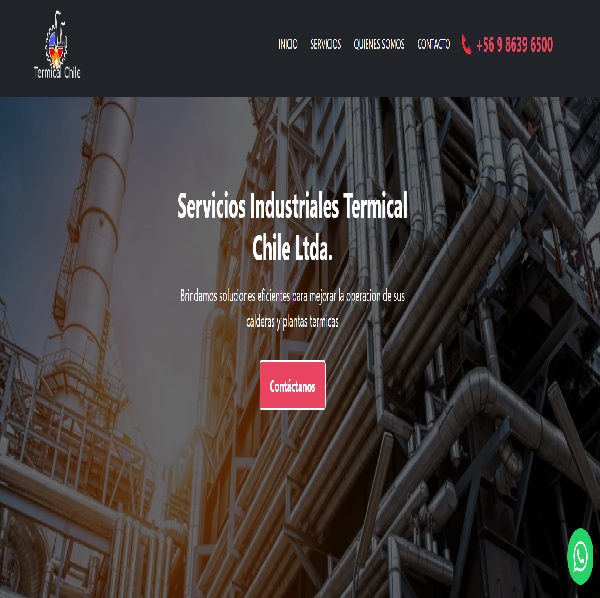 Termical Chile
INICIO SERVICIOS QUIENES SOMOS CONTACTO +56 9 8639 6500
Servicios Industriales Termical
Chile Ltda.
Brindamos soluciones eficientes para mejorar la operacion de sus
calderas y plantas termicas
Contáctanos